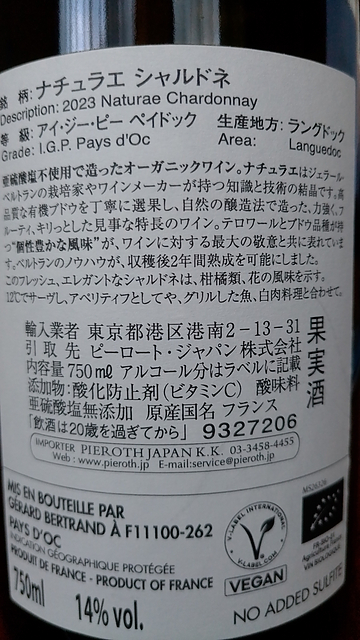 銘 柄:ナチュラエ シャルドネ
Description: 2023 Naturae Chardonnay
等 級:アイ・ジー・ピー ペイドック 生産地方:ラングドック
Grade: I.G.P. Pays d'Oc Area: Languedoc
亜硫酸塩不使用で造ったオーガニックワイン。ナチュラエはジェラール・
ベルトランの栽培家やワインメーカーが持つ知識と技術の結晶です。高
品質な有機ブドウを丁寧に選果し、自然の醸造法で造った、力強く、フ
ルーティ、キリっとした見事な特長のワイン。テロワールとブドウ品種が持
つ"個性豊かな風味"が、ワインに対する最大の敬意と共に表れていま
す。ベルトランのノウハウが、収穫後2年間熟成を可能にしました。
このフレッシュ、エレガントなシャルドネは、柑橘類、花の風味を示す。
12℃でサーヴし、アペリティフとしてや、グリルした魚、白肉料理と合わせて。
輸入業者 東京都港区港南2-13-31
引 取 先 ピーロート・ジャパン株式会社
内容量 750㎖ アルコール分はラベルに記載
添加物:酸化防止剤(ビタミンC) 酸味料
亜硫酸塩無添加 原産国名 フランス
「飲酒は20歳を過ぎてから」 9327206
果実酒
IMPORTER PIEROTH JAPAN K.K. 03-3458-4455
Web : www.pieroth.jp E-mail:service@pieroth.jp
MIS EN BOUTEILLE PAR
GÉRARD BERTRAND À F11100-262
PAYS D'OC
INDICATION GÉOGRAPHIQUE PROTÉGÉE
PRODUIT DE FRANCE - PRODUCT OF FRANCE
750ml 14% vol.
V-LABEL INTERNATIONAL
V-LABEL.COM
VEGAN
FR-BIO-01
Agriculture France
VIN BIOLOGIQUE
NO ADDED SULFITE